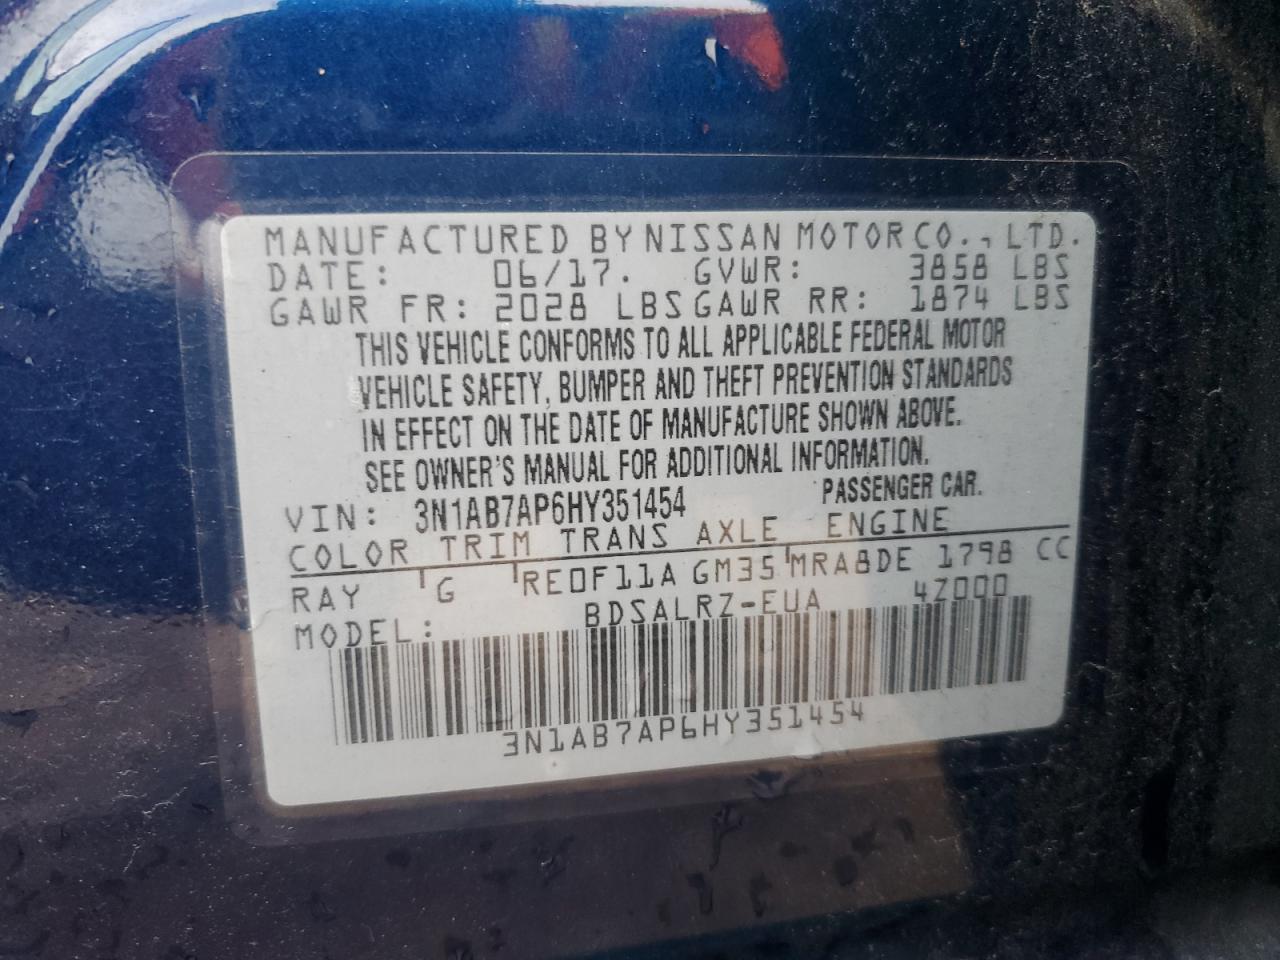 MANUFACTURED BY NISSAN MOTOR CO., LTD.
DATE: 06/17. GVWR: 3858 LBS
GAWR FR: 2028 LBS GAWR RR: 1874 LBS
THIS VEHICLE CONFORMS TO ALL APPLICABLE FEDERAL MOTOR
VEHICLE SAFETY, BUMPER AND THEFT PREVENTION STANDARDS
IN EFFECT ON THE DATE OF MANUFACTURE SHOWN ABOVE.
SEE OWNER'S MANUAL FOR ADDITIONAL INFORMATION.
VIN: 3N1AB7AP6HY351454 PASSENGER CAR.
COLOR TRIM TRANS AXLE ENGINE
RAY G RE0F11A GM35 MRA8DE 1798 CC
MODEL: BDSALRZ-EUA 4Z000
3N1AB7AP6HY351454